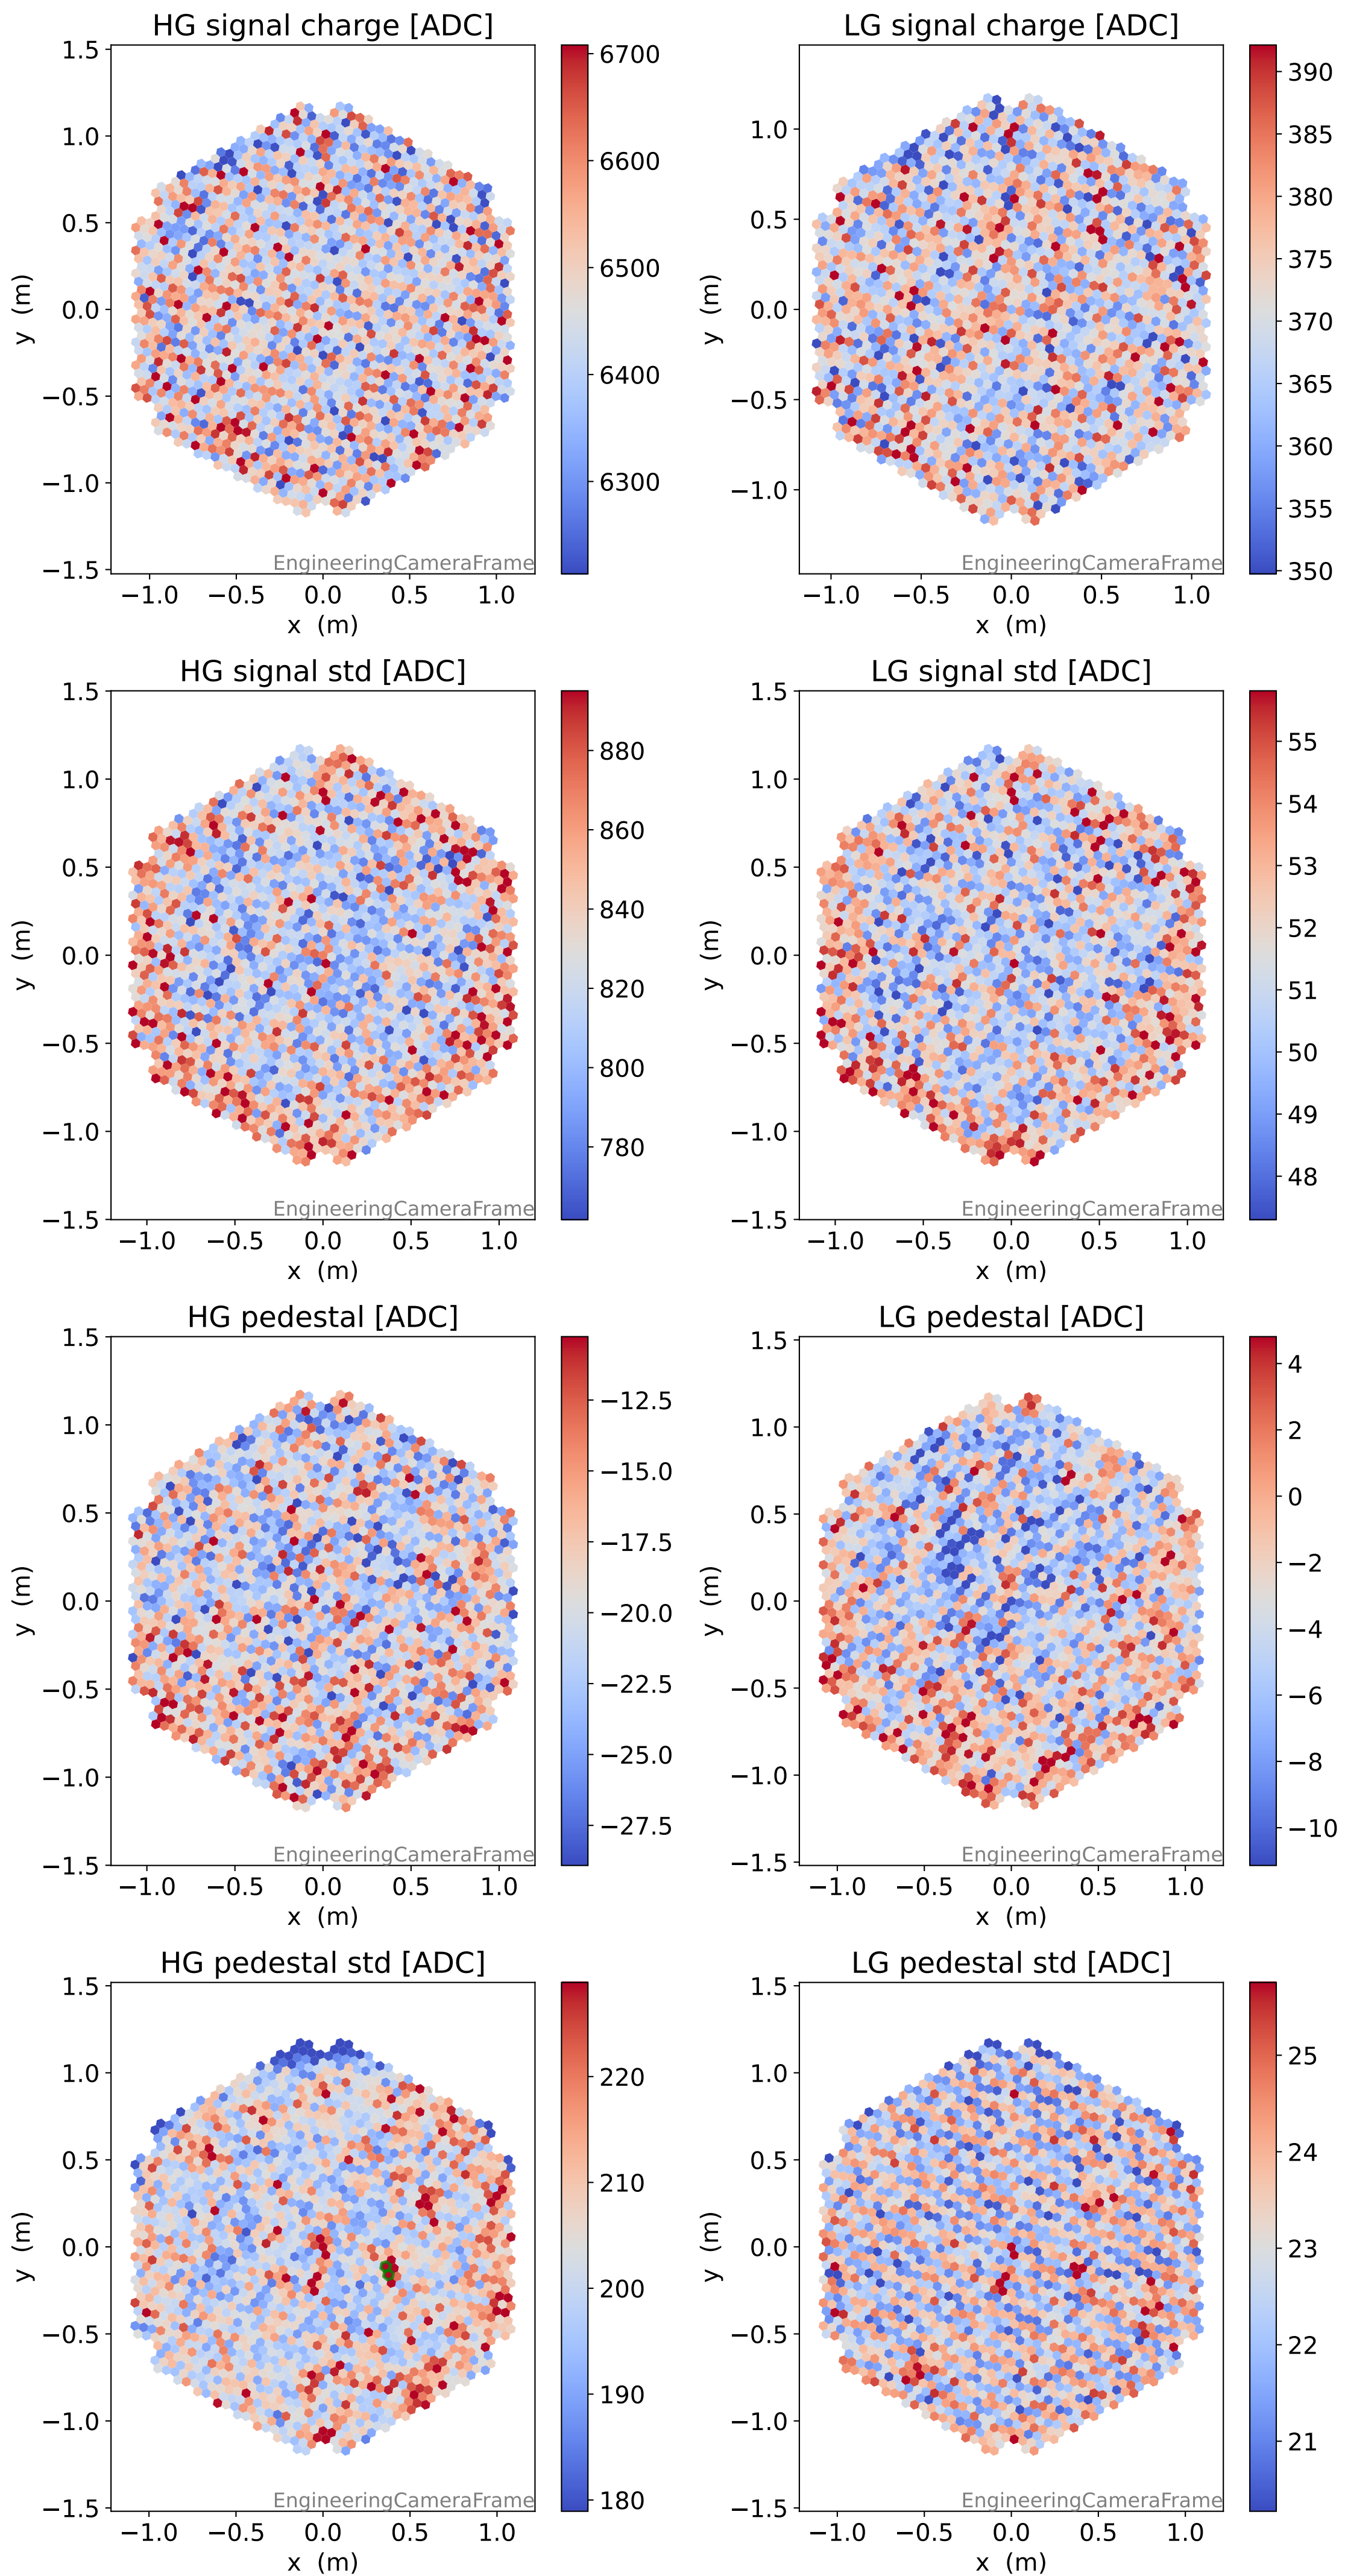 HG signal charge [ADC]
1.5
1.0
0.5
0.0
−0.5
−1.0
−1.5
y (m)
−1.0 −0.5 0.0 0.5 1.0
x (m)
EngineeringCameraFrame
6700
6600
6500
6400
6300
LG signal charge [ADC]
1.0
0.5
0.0
−0.5
−1.0
y (m)
−1.0 −0.5 0.0 0.5 1.0
x (m)
EngineeringCameraFrame
390
385
380
375
370
365
360
355
350
HG signal std [ADC]
1.5
1.0
0.5
0.0
−0.5
−1.0
−1.5
y (m)
−1.0 −0.5 0.0 0.5 1.0
x (m)
EngineeringCameraFrame
880
860
840
820
800
780
LG signal std [ADC]
1.5
1.0
0.5
0.0
−0.5
−1.0
−1.5
y (m)
−1.0 −0.5 0.0 0.5 1.0
x (m)
EngineeringCameraFrame
55
54
53
52
51
50
49
48
HG pedestal [ADC]
1.5
1.0
0.5
0.0
−0.5
−1.0
−1.5
y (m)
−1.0 −0.5 0.0 0.5 1.0
x (m)
EngineeringCameraFrame
−12.5
−15.0
−17.5
−20.0
−22.5
−25.0
−27.5
LG pedestal [ADC]
1.5
1.0
0.5
0.0
−0.5
−1.0
−1.5
y (m)
−1.0 −0.5 0.0 0.5 1.0
x (m)
EngineeringCameraFrame
4
2
0
−2
−4
−6
−8
−10
HG pedestal std [ADC]
1.5
1.0
0.5
0.0
−0.5
−1.0
−1.5
y (m)
−1.0 −0.5 0.0 0.5 1.0
x (m)
EngineeringCameraFrame
220
210
200
190
180
LG pedestal std [ADC]
1.5
1.0
0.5
0.0
−0.5
−1.0
−1.5
y (m)
−1.0 −0.5 0.0 0.5 1.0
x (m)
EngineeringCameraFrame
25
24
23
22
21